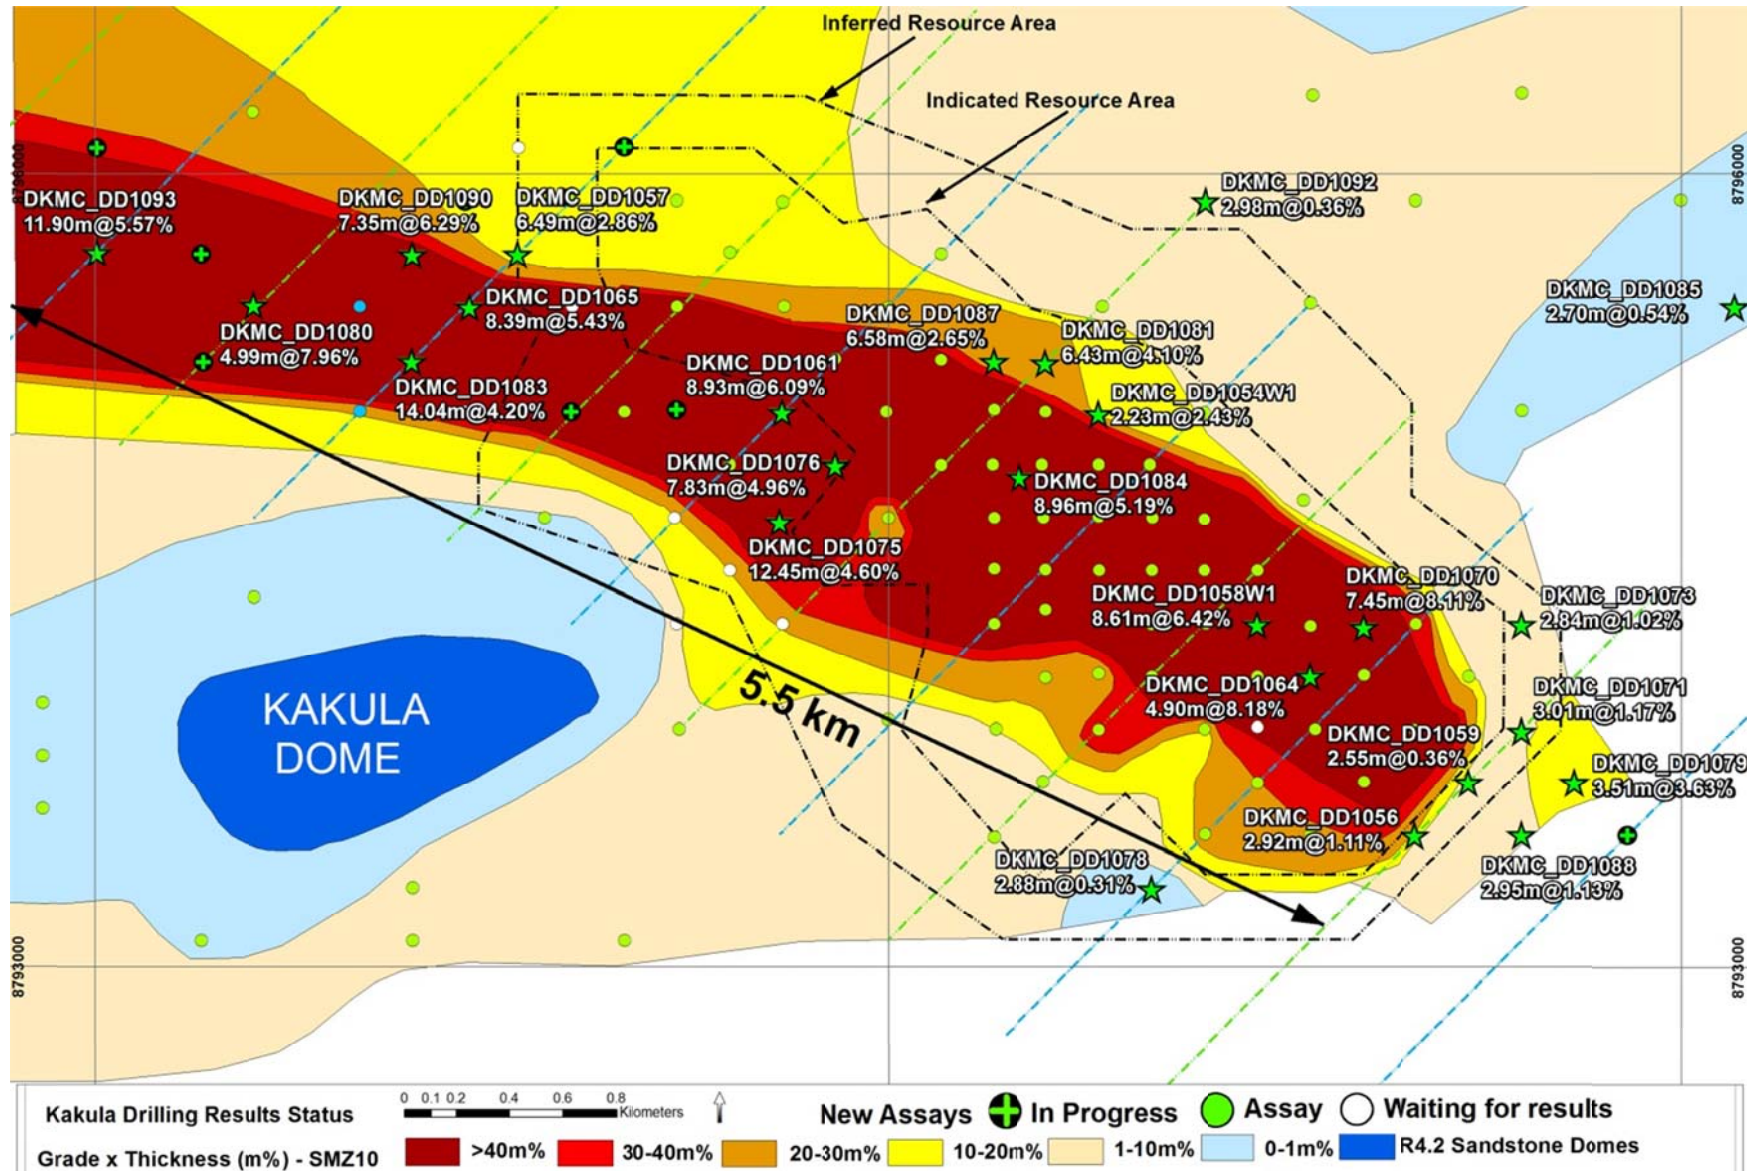 Inferred Resource Area
Indicated Resource Area
8796000
8796000
DKMC_DD1093
11.90m@5.57%
DKMC_DD1090
7.35m@6.29%
DKMC_DD1057
6.49m@2.86%
DKMC_DD1092
2.98m@0.36%
DKMC_DD1085
2.70m@0.54%
DKMC_DD1065
8.39m@5.43%
DKMC_DD1080
4.99m@7.96%
DKMC_DD1087
6.58m@2.65%
DKMC_DD1081
6.43m@4.10%
DKMC_DD1083
14.04m@4.20%
DKMC_DD1061
8.93m@6.09%
DKMC_DD1054W1
2.23m@2.43%
DKMC_DD1076
7.83m@4.96%
DKMC_DD1084
8.96m@5.19%
DKMC_DD1075
12.45m@4.60%
DKMC_DD1058W1
8.61m@6.42%
DKMC_DD1070
7.45m@8.11%
DKMC_DD1073
2.84m@1.02%
DKMC_DD1064
4.90m@8.18%
DKMC_DD1071
3.01m@1.17%
KAKULA
DOME
5.5 km
DKMC_DD1059
2.55m@0.36%
DKMC_DD1079
3.51m@3.63%
DKMC_DD1056
2.92m@1.11%
DKMC_DD1078
2.88m@0.31%
DKMC_DD1088
2.95m@1.13%
8793000
8793000
Kakula Drilling Results Status
0 0.1 0.2 0.4 0.6 0.8
Kilometers
New Assays In Progress Assay Waiting for results
Grade x Thickness (m%) - SMZ10 >40m% 30-40m% 20-30m% 10-20m% 1-10m% 0-1m% R4.2 Sandstone Domes